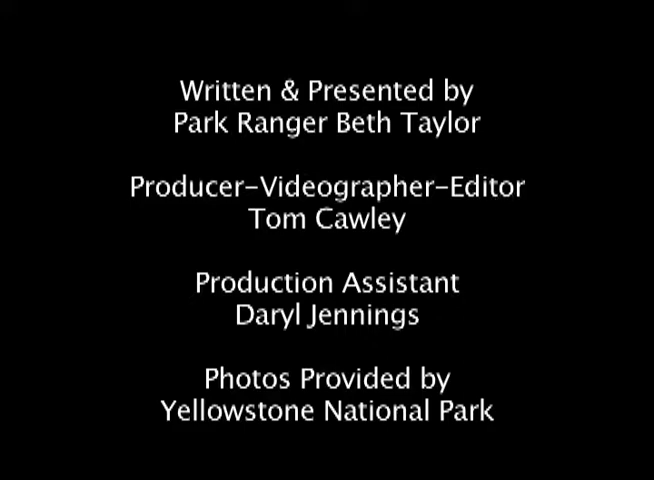 Written & Presented by
Park Ranger Beth Taylor
Producer-Videographer-Editor
Tom Cawley
Production Assistant
Daryl Jennings
Photos Provided by
Yellowstone National Park